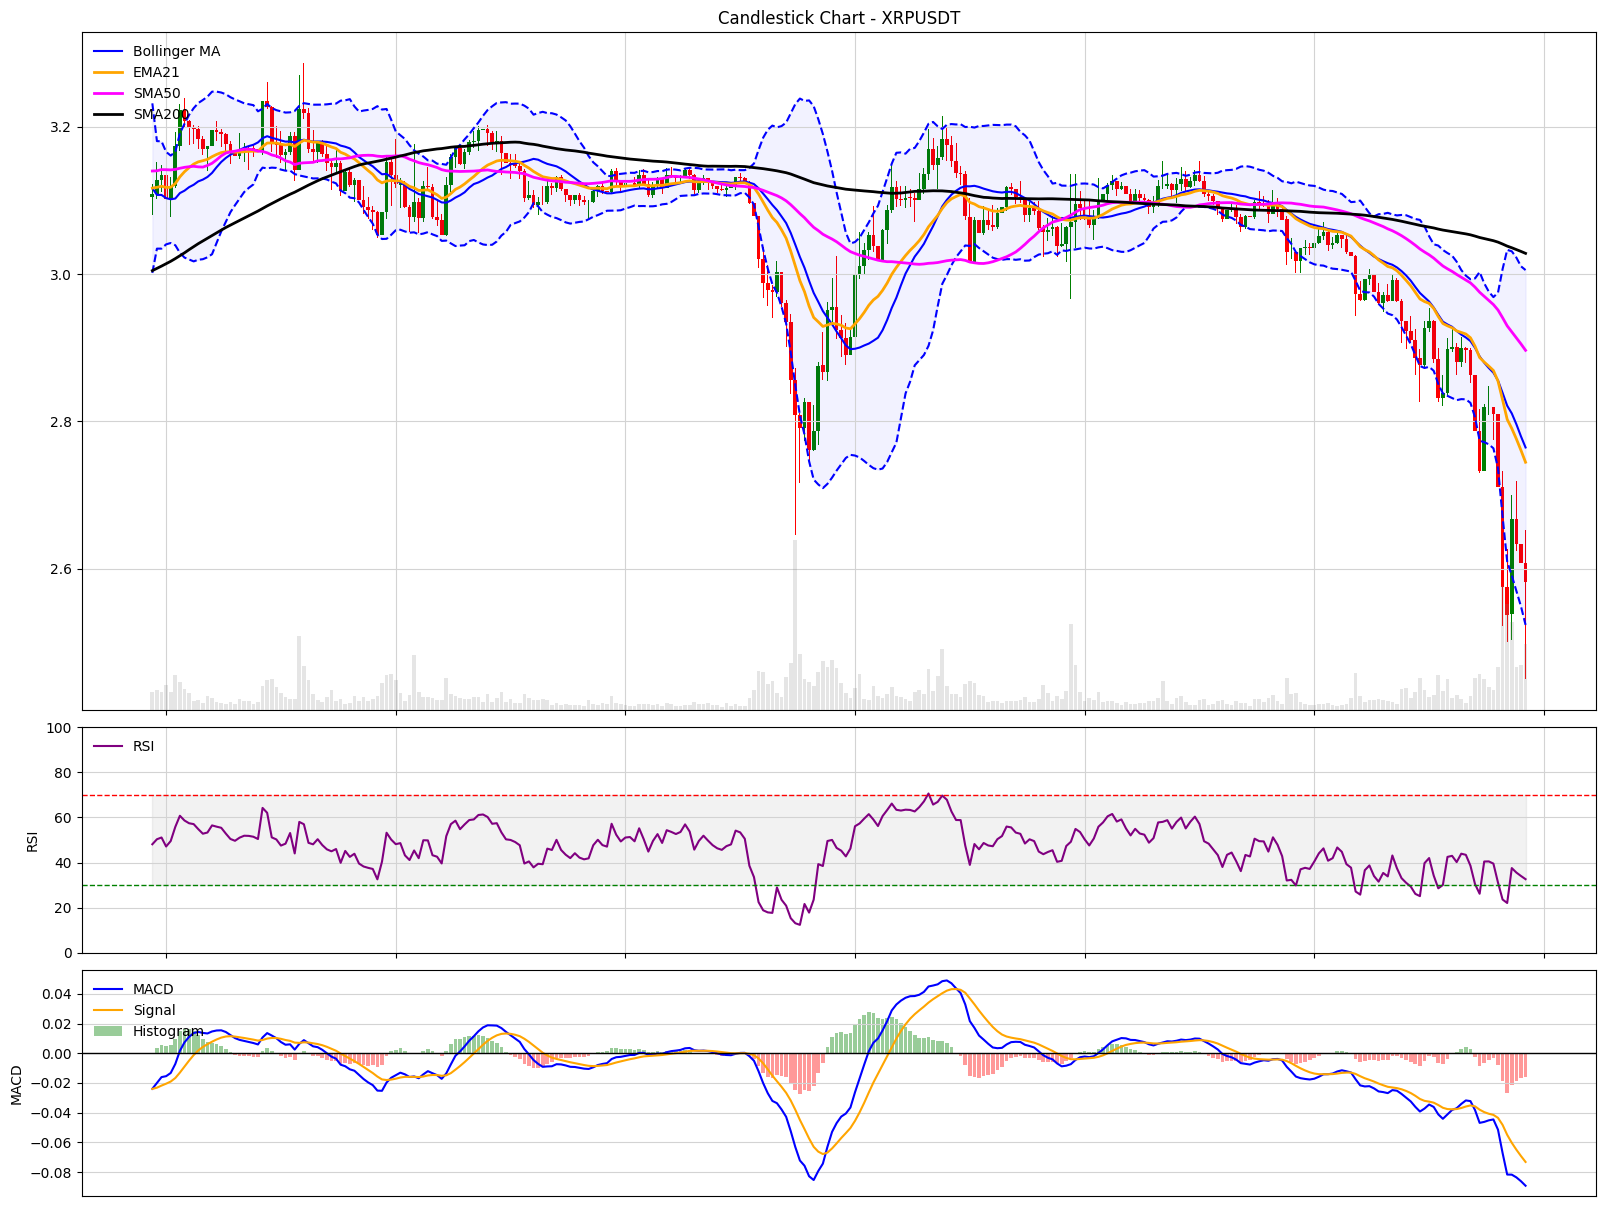 Candlestick Chart - XRPUSDT
Bollinger MA
EMA21
SMA50
SMA200
3.2
3.0
2.8
2.6
100
80
60
40
20
0
RSI
RSI
0.04
0.02
0.00
−0.02
−0.04
−0.06
−0.08
MACD
MACD
Signal
Histogram